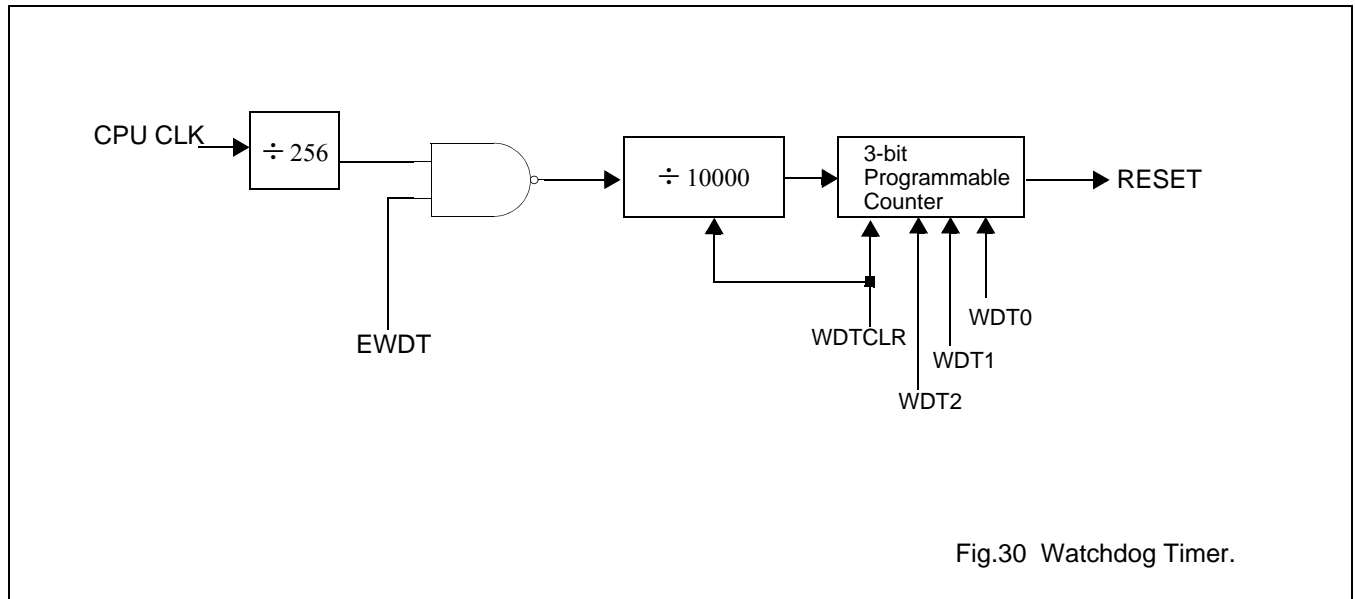 CPU CLK
÷ 256
EWDT
÷ 10000
3-bit
Programmable
Counter
RESET
WDTCLR
WDT2
WDT1
WDT0
Fig.30 Watchdog Timer.